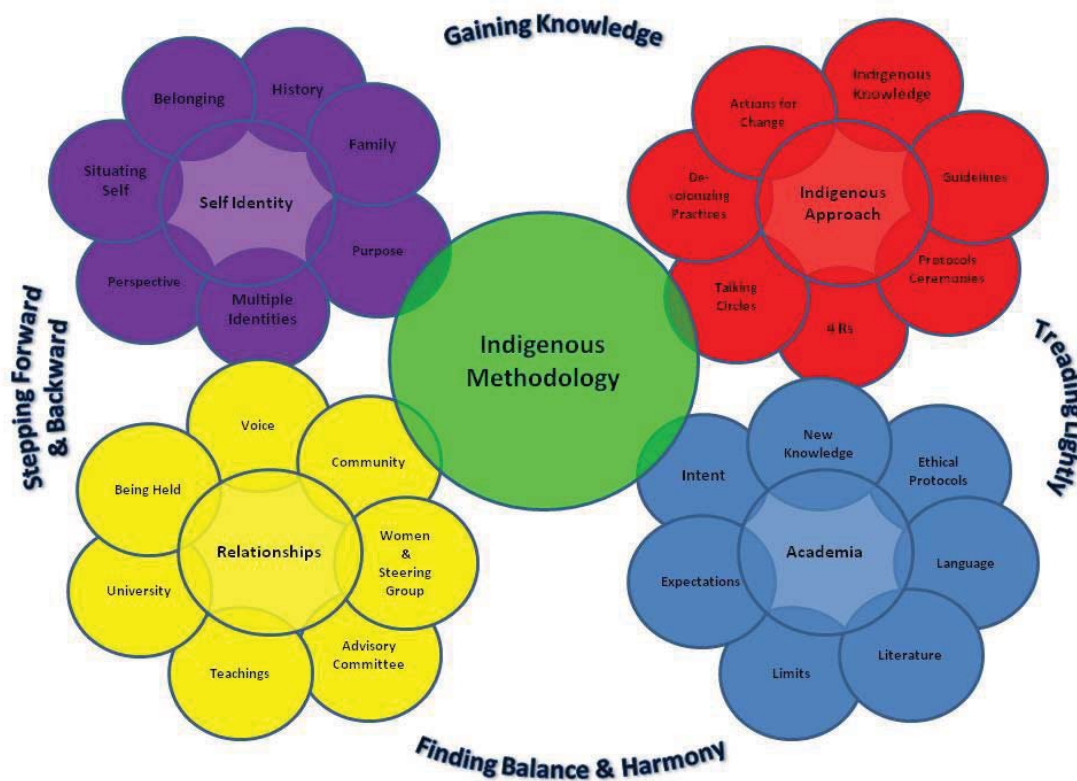 Gaining Knowledge
Belonging
History
Family
Situating
Self
Self Identity
Purpose
Perspective
Multiple
Identities
Actions for
Change
Indigenous
Knowledge
De-
colonizing
Practices
Indigenous
Approach
Guidelines
Talking
Circles
4 Rs
Protocols
Ceremonies
Indigenous
Methodology
Stepping Forward
& Backward
Treading Lightly
Voice
Community
Being Held
Relationships
Women
&
Steering
Group
University
Teachings
Advisory
Committee
Intent
New
Knowledge
Ethical
Protocols
Expectations
Academia
Language
Limits
Literature
Finding Balance & Harmony